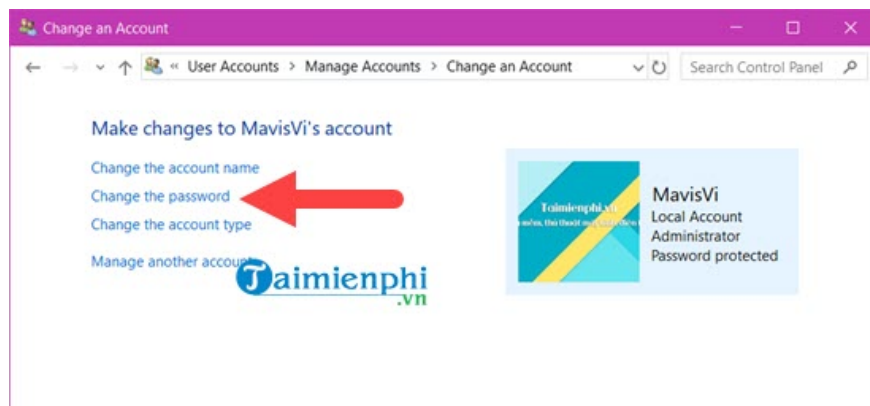 Change an Account
« User Accounts > Manage Accounts > Change an Account
Search Control Panel
Make changes to MavisVi's account
Change the account name
Change the password
Change the account type
Manage another account
MavisVi
Local Account
Administrator
Password protected
Taimienphi.vn
Taimienphi
.vn